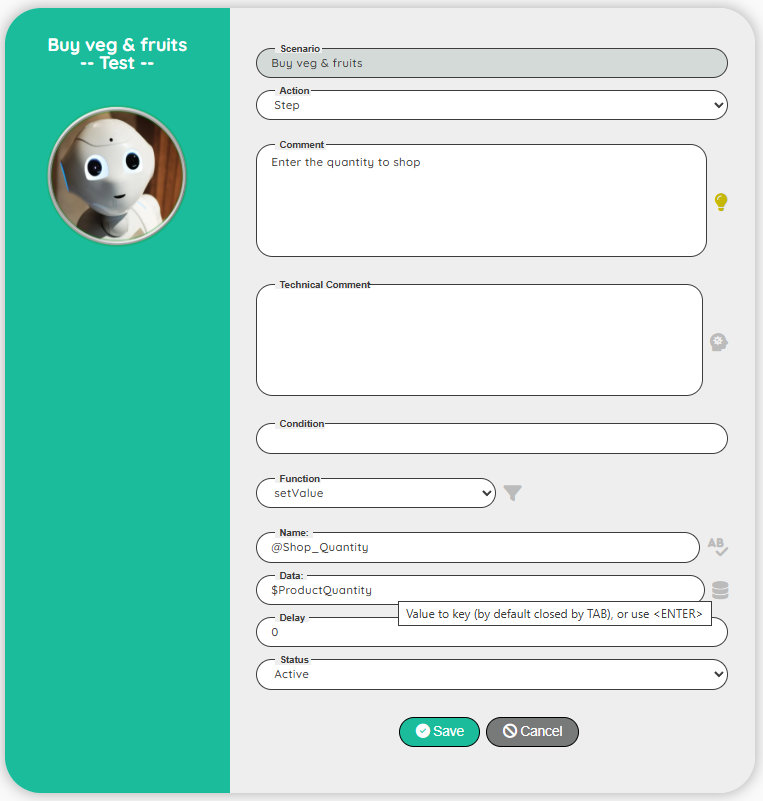 Buy veg & fruits
-- Test --
Scenario
Buy veg & fruits
Action
Step
Comment
Enter the quantity to shop
Technical Comment
Condition
Function
setValue
Name:
@Shop_Quantity
AB
Data:
$ProductQuantity
Value to key (by default closed by TAB), or use <ENTER>
Delay
0
Status
Active
Save Cancel